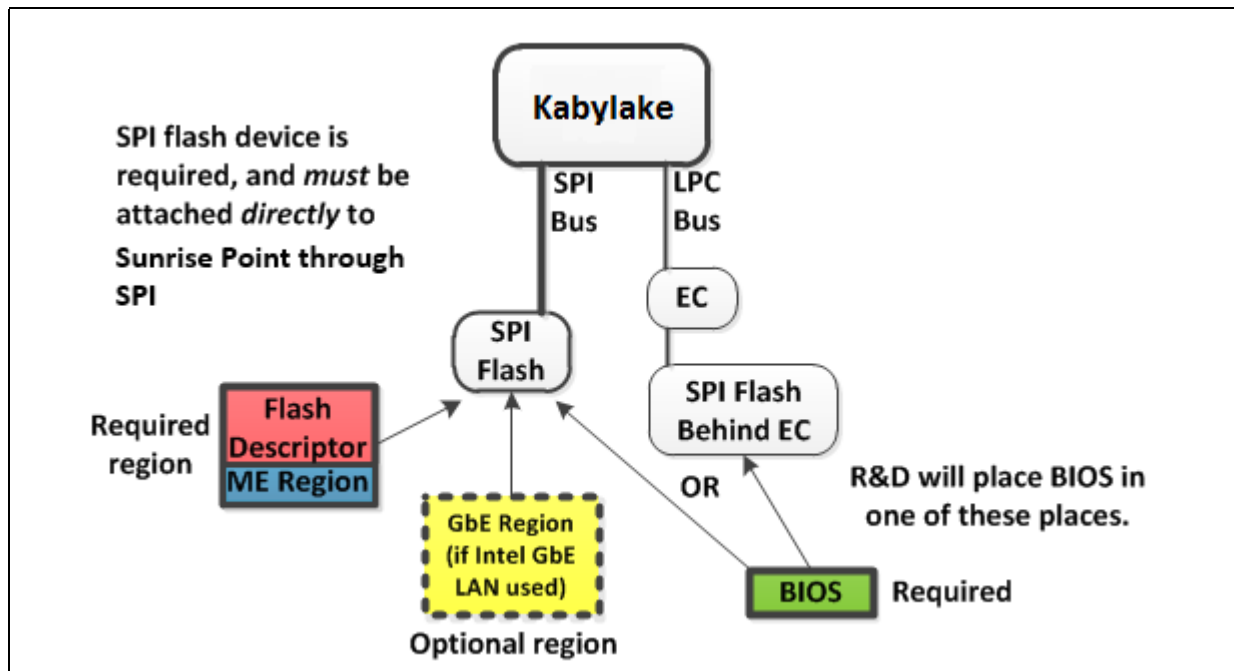 Kabylake
SPI flash device is
required, and must be
attached directly to
Sunrise Point through
SPI
SPI
Bus
LPC
Bus
EC
SPI
Flash
SPI Flash
Behind EC
Required
region
Flash
Descriptor
ME Region
OR
R&D will place BIOS in
one of these places.
GbE Region
(if Intel GbE
LAN used)
Optional region
BIOS
Required